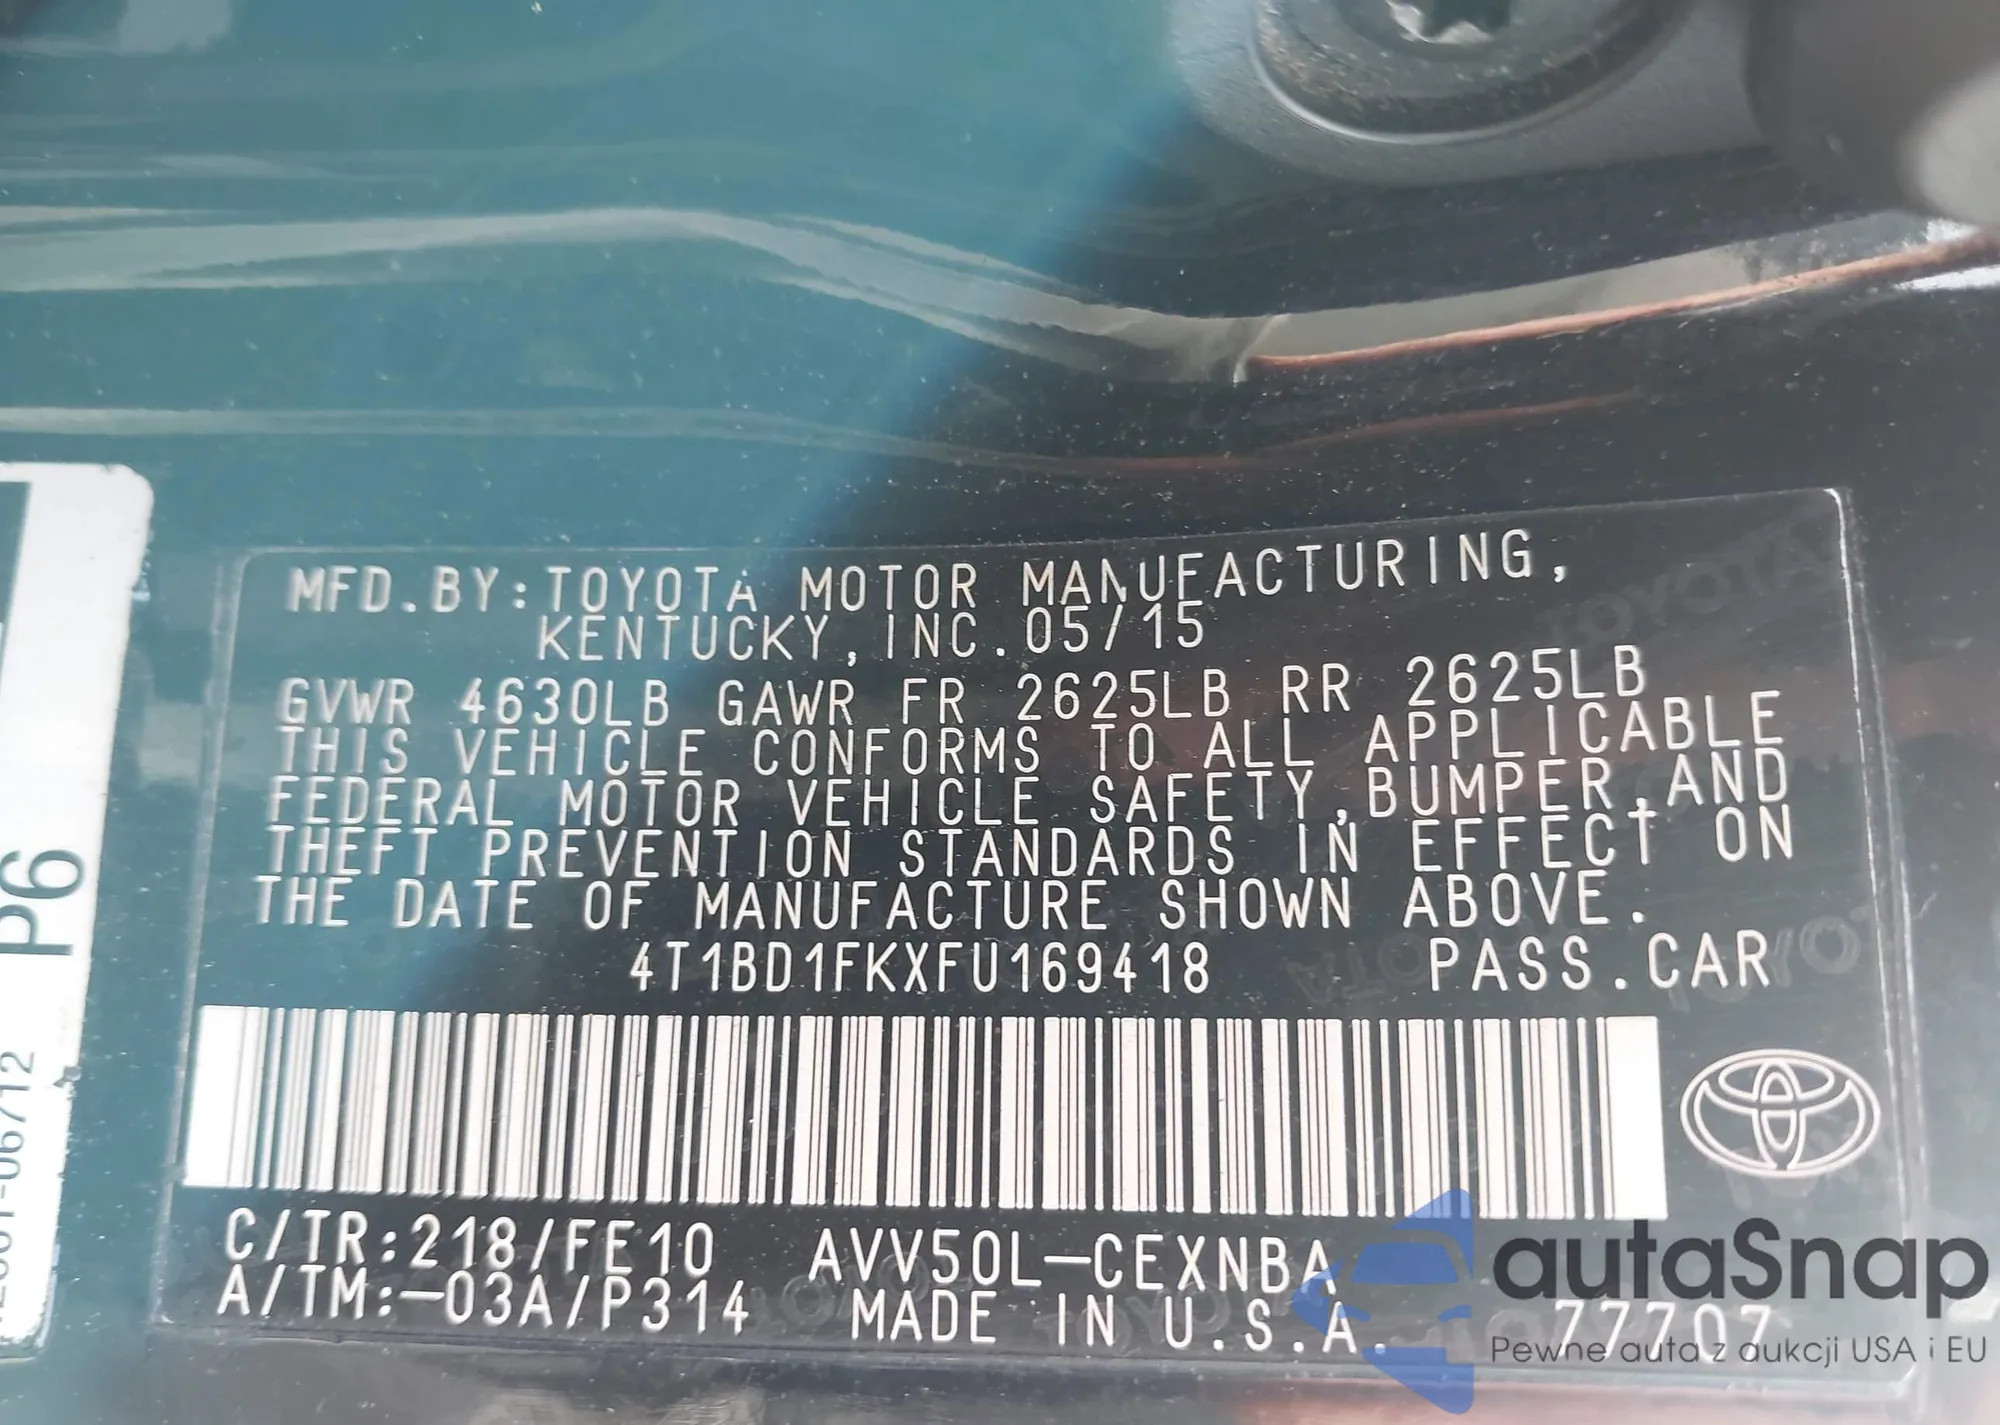 MFD.BY:TOYOTA MOTOR MANUFACTURING,
KENTUCKY, INC.05/15
GVWR 4630LB GAWR FR 2625LB RR 2625LB
THIS VEHICLE CONFORMS TO ALL APPLICABLE
FEDERAL MOTOR VEHICLE SAFETY,BUMPER,AND
THEFT PREVENTION STANDARDS IN EFFECT ON
THE DATE OF MANUFACTURE SHOWN ABOVE.
4T1BD1FKXFU169418 PASS.CAR
C/TR:218/FE10 AVV50L-CEXNBA
A/TM:-03A/P314 MADE IN U.S.A. 77707
P6
autaSnap
Pewne auta z aukcji USA i EU